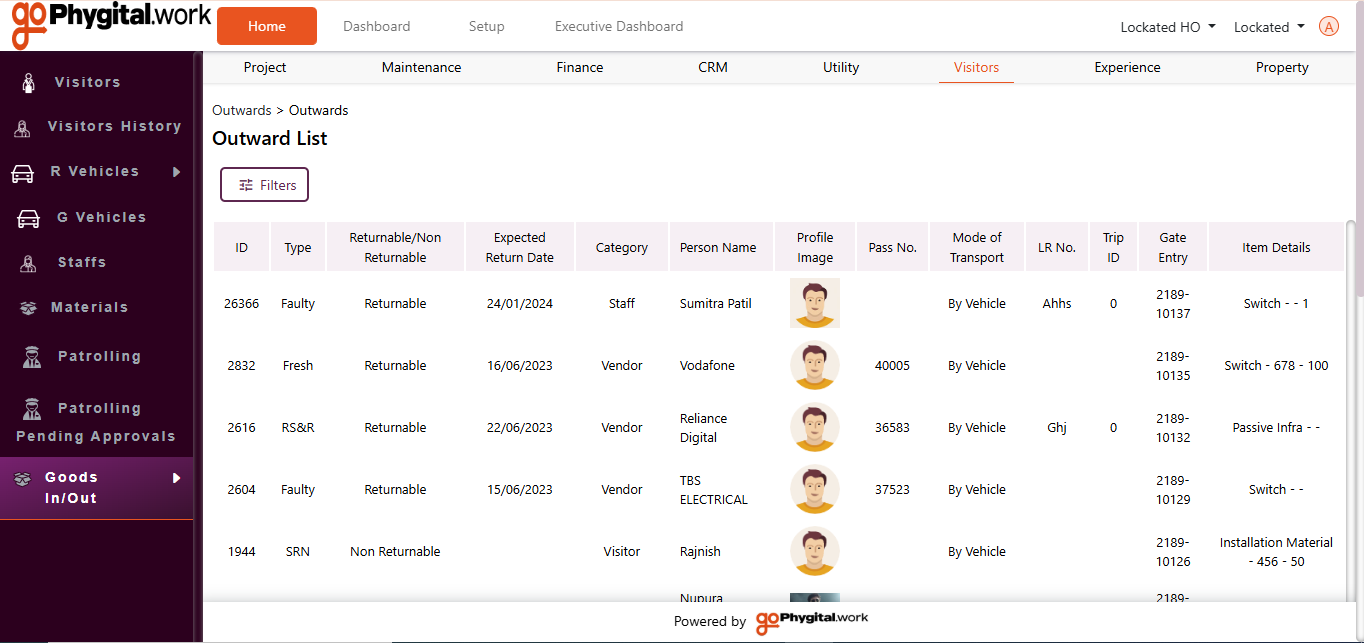 goPhygital.work
Home
Dashboard
Setup
Executive Dashboard
Lockated HO
Lockated
A
Project
Maintenance
Finance
CRM
Utility
Visitors
Experience
Property
Visitors
Visitors History
R Vehicles
G Vehicles
Staffs
Materials
Patrolling
Patrolling
Pending Approvals
Goods
In/Out
Outwards > Outwards
Outward List
Filters
ID
Type
Returnable/Non
Returnable
Expected
Return Date
Category
Person Name
Profile
Image
Pass No.
Mode of
Transport
LR No.
Trip
ID
Gate
Entry
Item Details
26366
Faulty
Returnable
24/01/2024
Staff
Sumitra Patil
By Vehicle
Ahhs
0
2189-
10137
Switch - - 1
2832
Fresh
Returnable
16/06/2023
Vendor
Vodafone
40005
By Vehicle
2189-
10135
Switch - 678 - 100
2616
RS&R
Returnable
22/06/2023
Vendor
Reliance
Digital
36583
By Vehicle
Ghj
0
2189-
10132
Passive Infra - -
2604
Faulty
Returnable
15/06/2023
Vendor
TBS
ELECTRICAL
37523
By Vehicle
2189-
10129
Switch - -
1944
SRN
Non Returnable
Visitor
Rajnish
By Vehicle
2189-
10126
Installation Material
- 456 - 50
Nupura
2189-
Powered by goPhygital.work